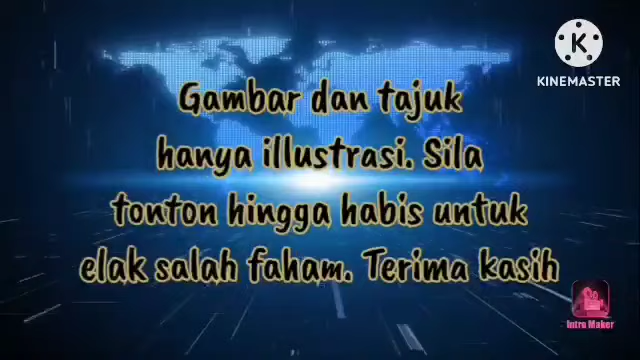 KINEMASTER
Gambar dan tajuk
hanya illustrasi. Sila
tonton hingga habis untuk
elak salah faham. Terima kasih
Intro Maker